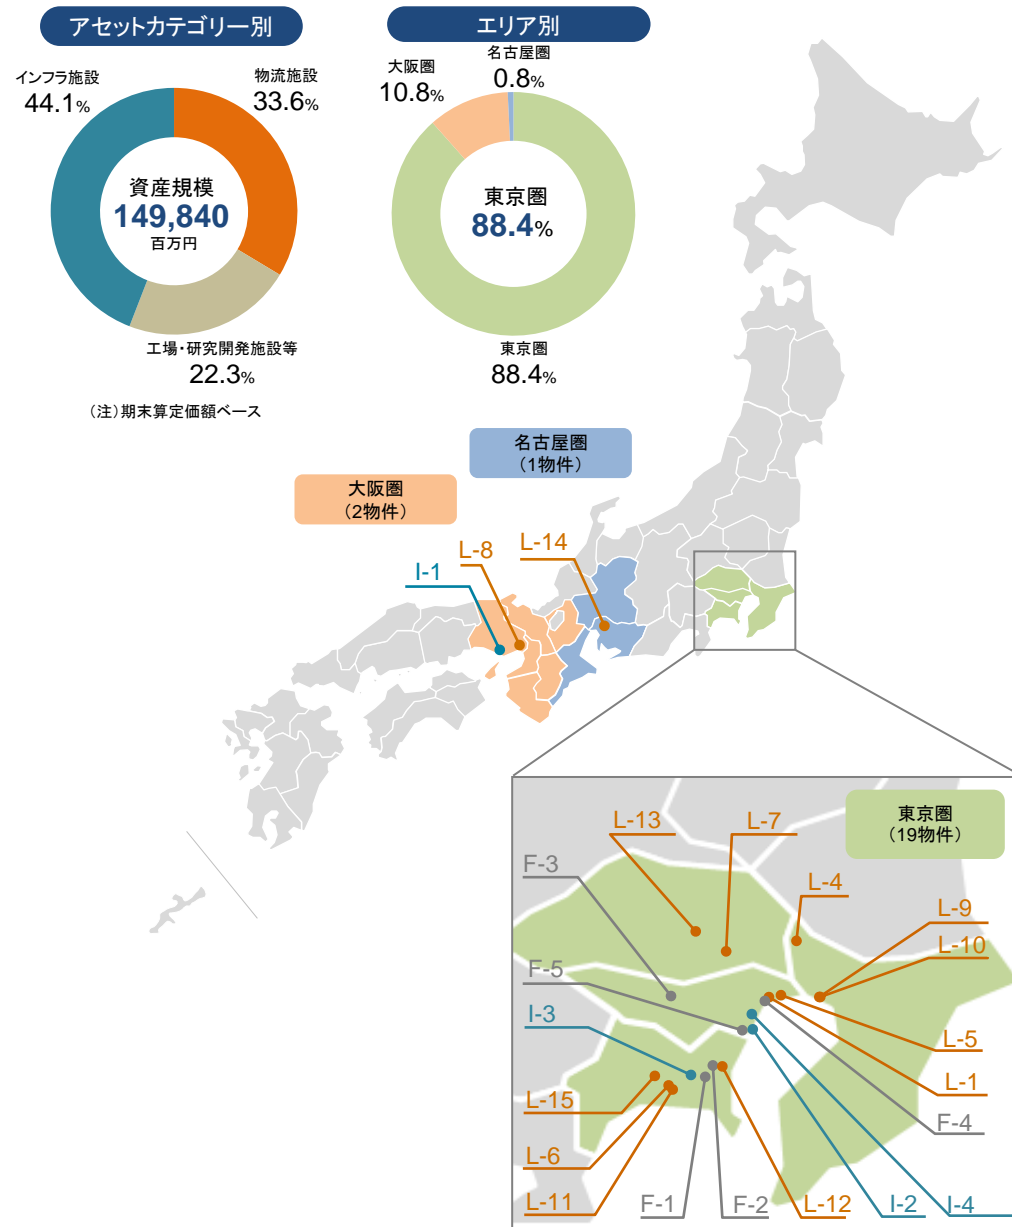 アセットカテゴリー別
エリア別
インフラ施設
44.1%
物流施設
33.6%
資産規模
149,840
百万円
工場・研究開発施設等
22.3%
(注)期末算定価額ベース
大阪圏
10.8%
名古屋圏
0.8%
東京圏
88.4%
東京圏
88.4%
名古屋圏
(1物件)
大阪圏
(2物件)
I-1
L-8
L-14
東京圏
(19物件)
L-13
L-7
F-3
L-4
L-9
L-10
F-5
I-3
L-5
L-1
L-15
F-4
L-6
L-11
F-1
F-2
L-12
I-2
I-4